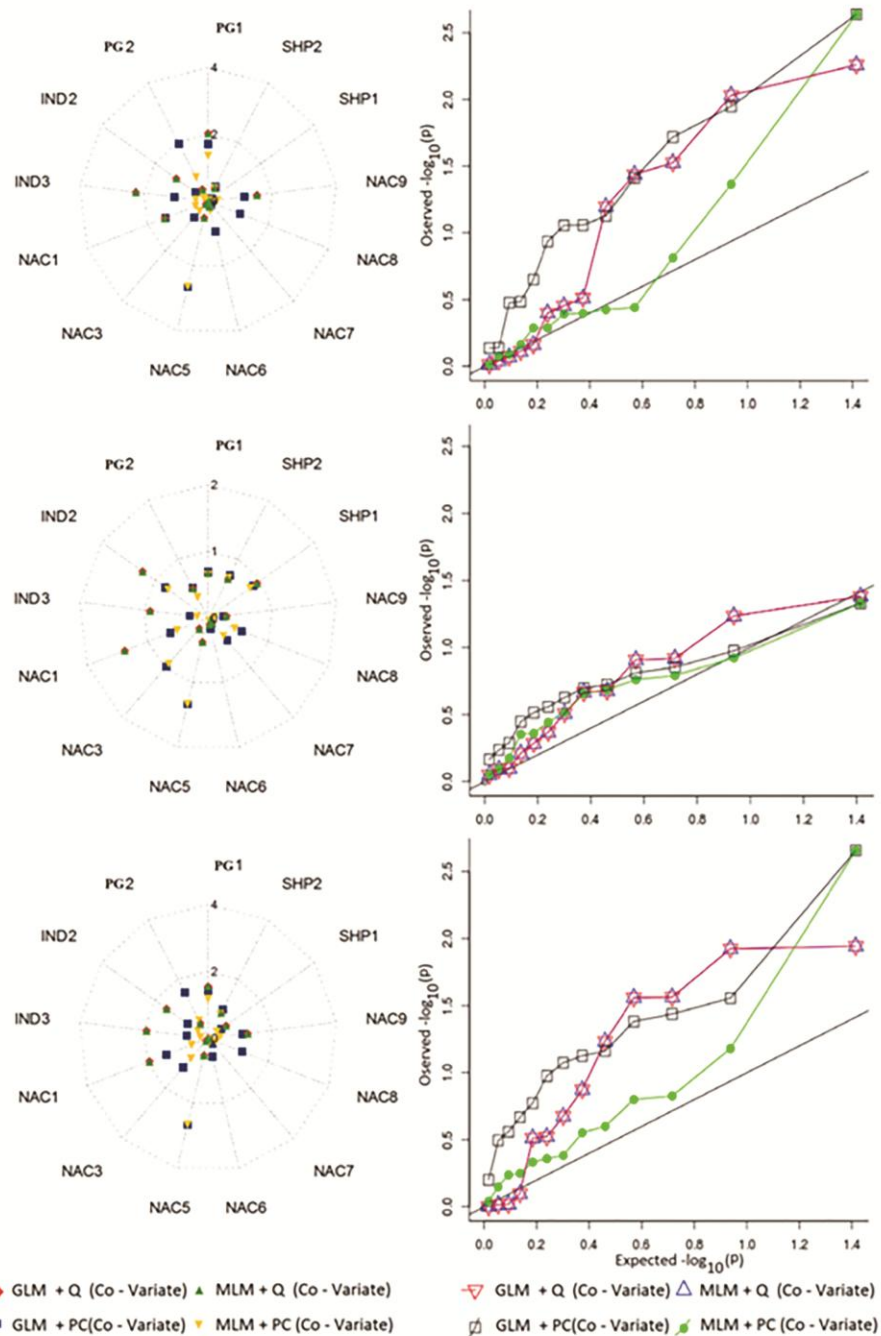 PG1
PG2
SHP2
IND2
SHP1
IND3
NAC9
NAC1
NAC8
NAC3
NAC7
NAC5
NAC6
4
2
Oserved -log10(p)
2.5
2.0
1.5
1.0
0.5
0.0
0.0 0.2 0.4 0.6 0.8 1.0 1.2 1.4
PG1
PG2
SHP2
IND2
SHP1
IND3
NAC9
NAC1
NAC8
NAC3
NAC7
NAC5
NAC6
2
1
0
Oserved -log10(p)
2.5
2.0
1.5
1.0
0.5
0.0
0.0 0.2 0.4 0.6 0.8 1.0 1.2 1.4
PG1
PG2
SHP2
IND2
SHP1
IND3
NAC9
NAC1
NAC8
NAC3
NAC7
NAC5
NAC6
4
2
0
Oserved -log10(p)
2.5
2.0
1.5
1.0
0.5
0.0
0.0 0.2 0.4 0.6 0.8 1.0 1.2 1.4
Expected -log10(p)
GLM + Q (Co - Variate) MLM + Q (Co - Variate)
GLM + PC(Co - Variate) MLM + PC (Co - Variate)
GLM + Q (Co - Variate) MLM + Q (Co - Variate)
GLM + PC(Co - Variate) MLM + PC (Co - Variate)